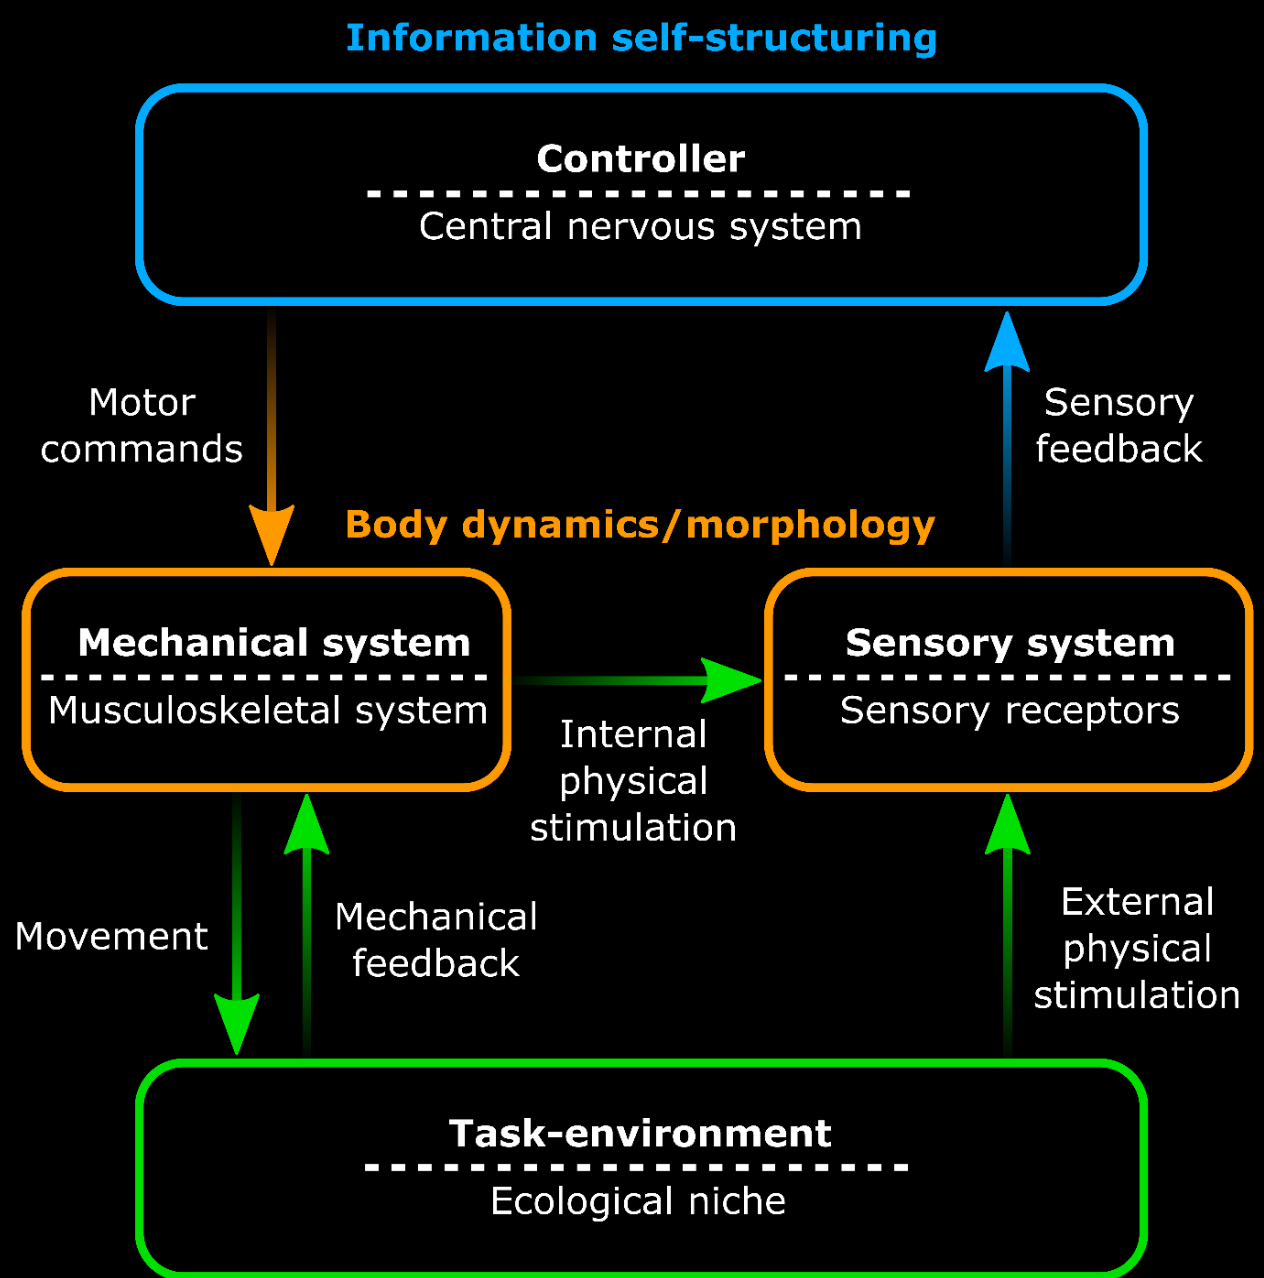 Information self-structuring
Controller
Central nervous system
Motor
commands
Sensory
feedback
Body dynamics/morphology
Mechanical system
Musculoskeletal system
Sensory system
Sensory receptors
Internal
physical
stimulation
Movement
Mechanical
feedback
External
physical
stimulation
Task-environment
Ecological niche